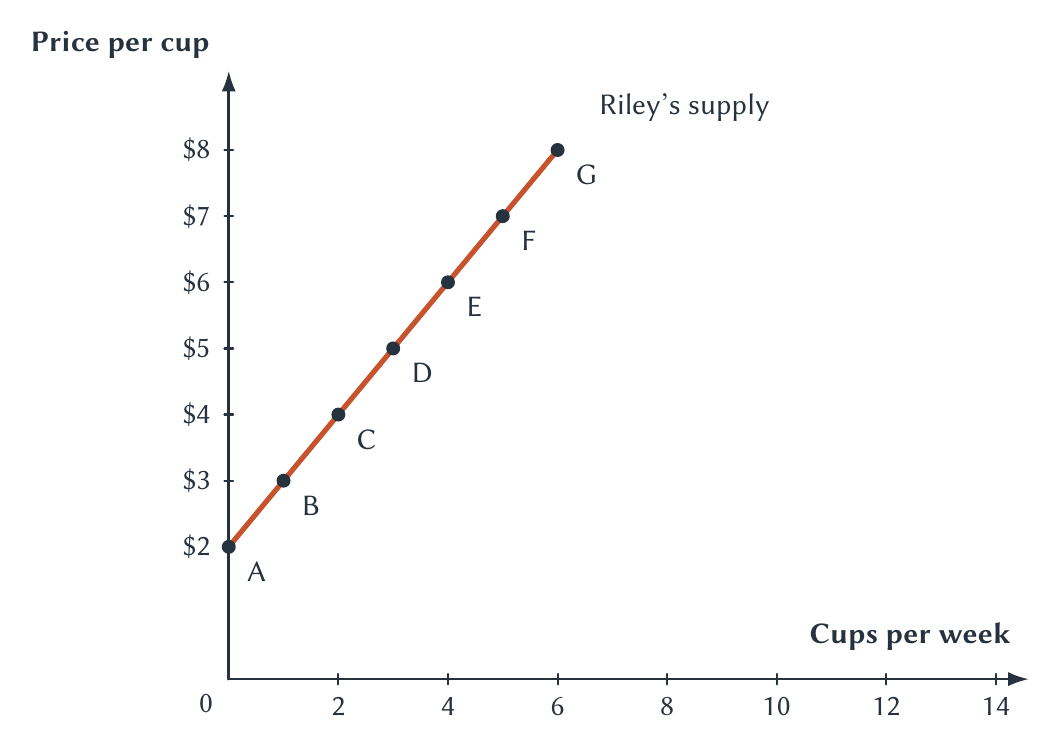 Price per cup
Riley’s supply
$8
G
$7
F
$6
E
$5
D
$4
C
$3
B
$2
A
Cups per week
0 2 4 6 8 10 12 14